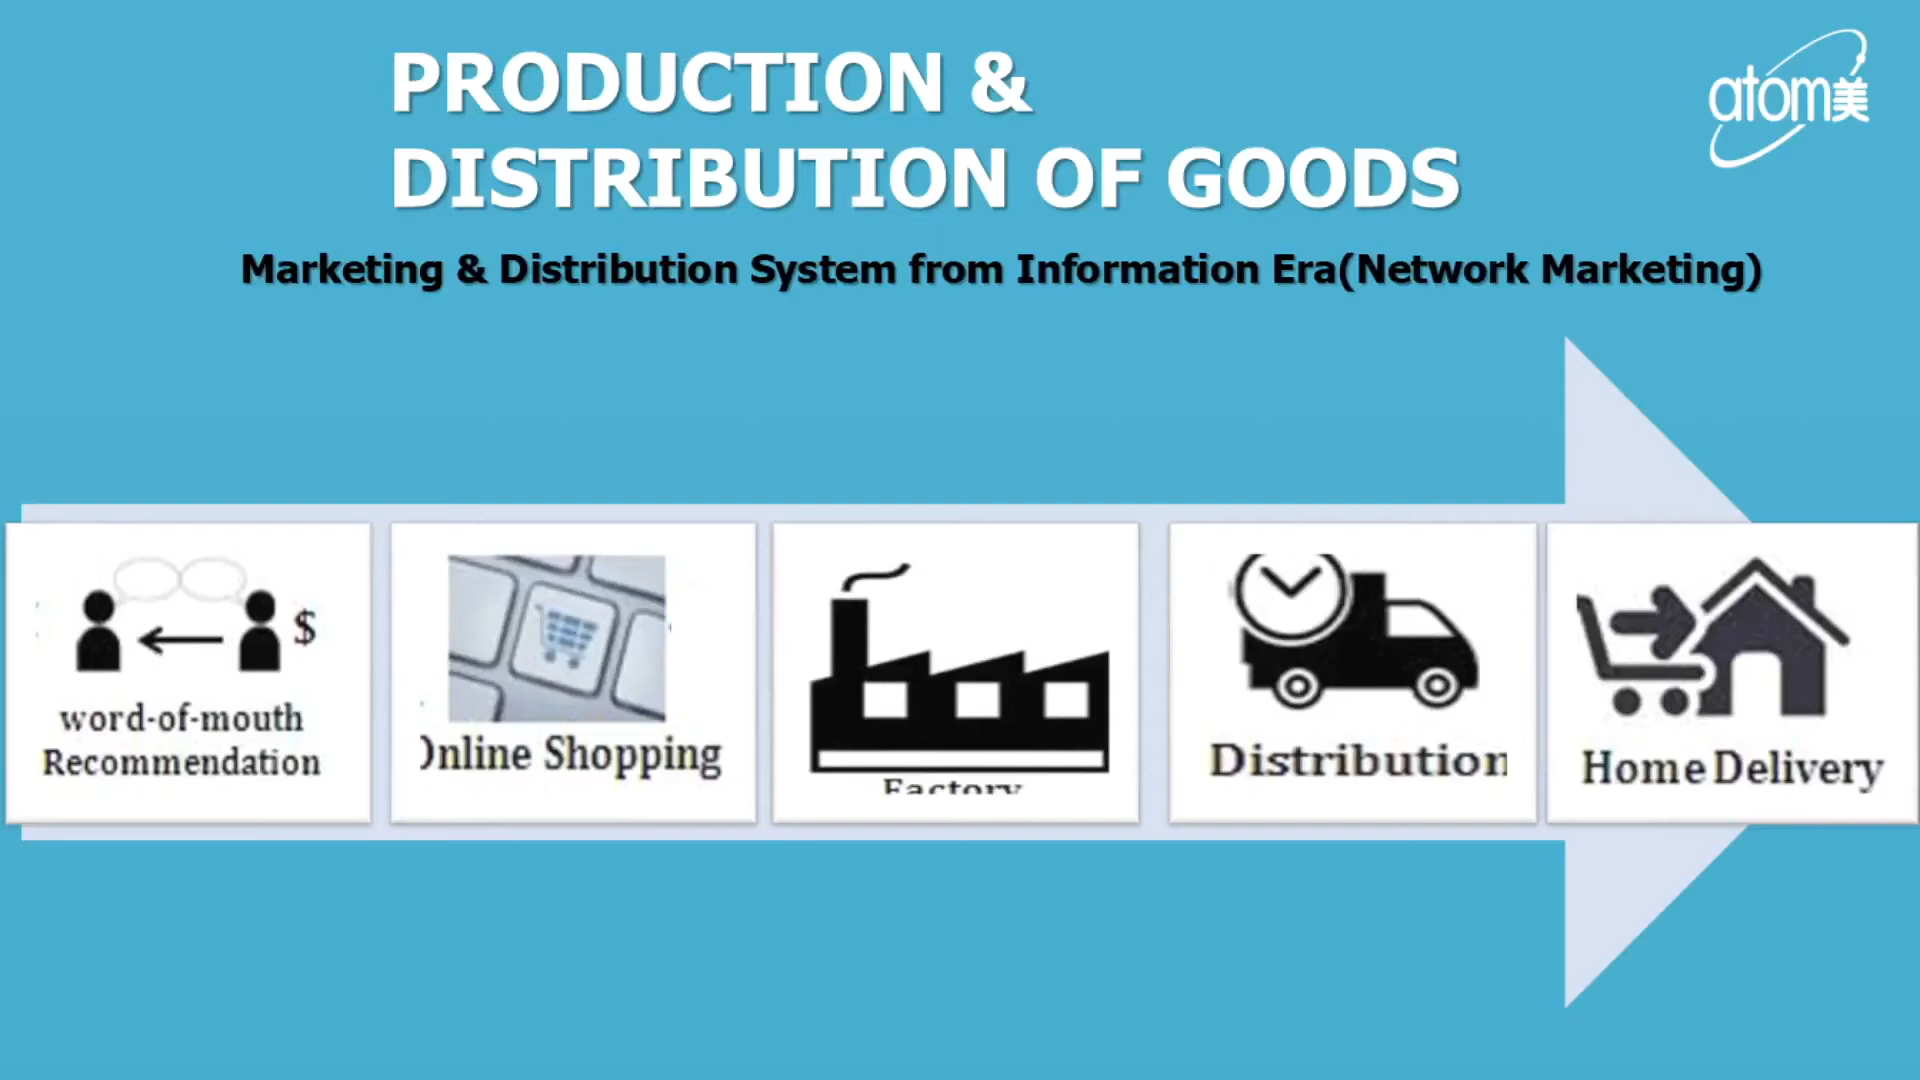 PRODUCTION &
DISTRIBUTION OF GOODS
atom美
Marketing & Distribution System from Information Era(Network Marketing)
$
word-of-mouth
Recommendation
Online Shopping
Factory
Distribution
Home Delivery